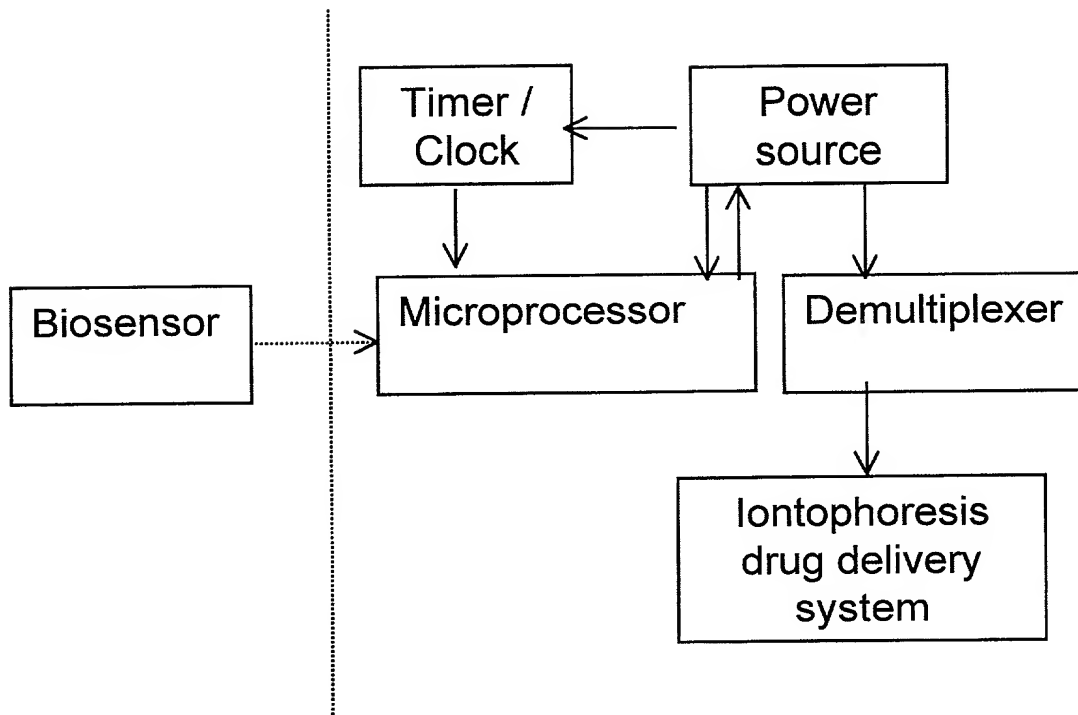 Timer /
Clock
Power
source
Biosensor
Microprocessor
Demultiplexer
Iontophoresis
drug delivery
system